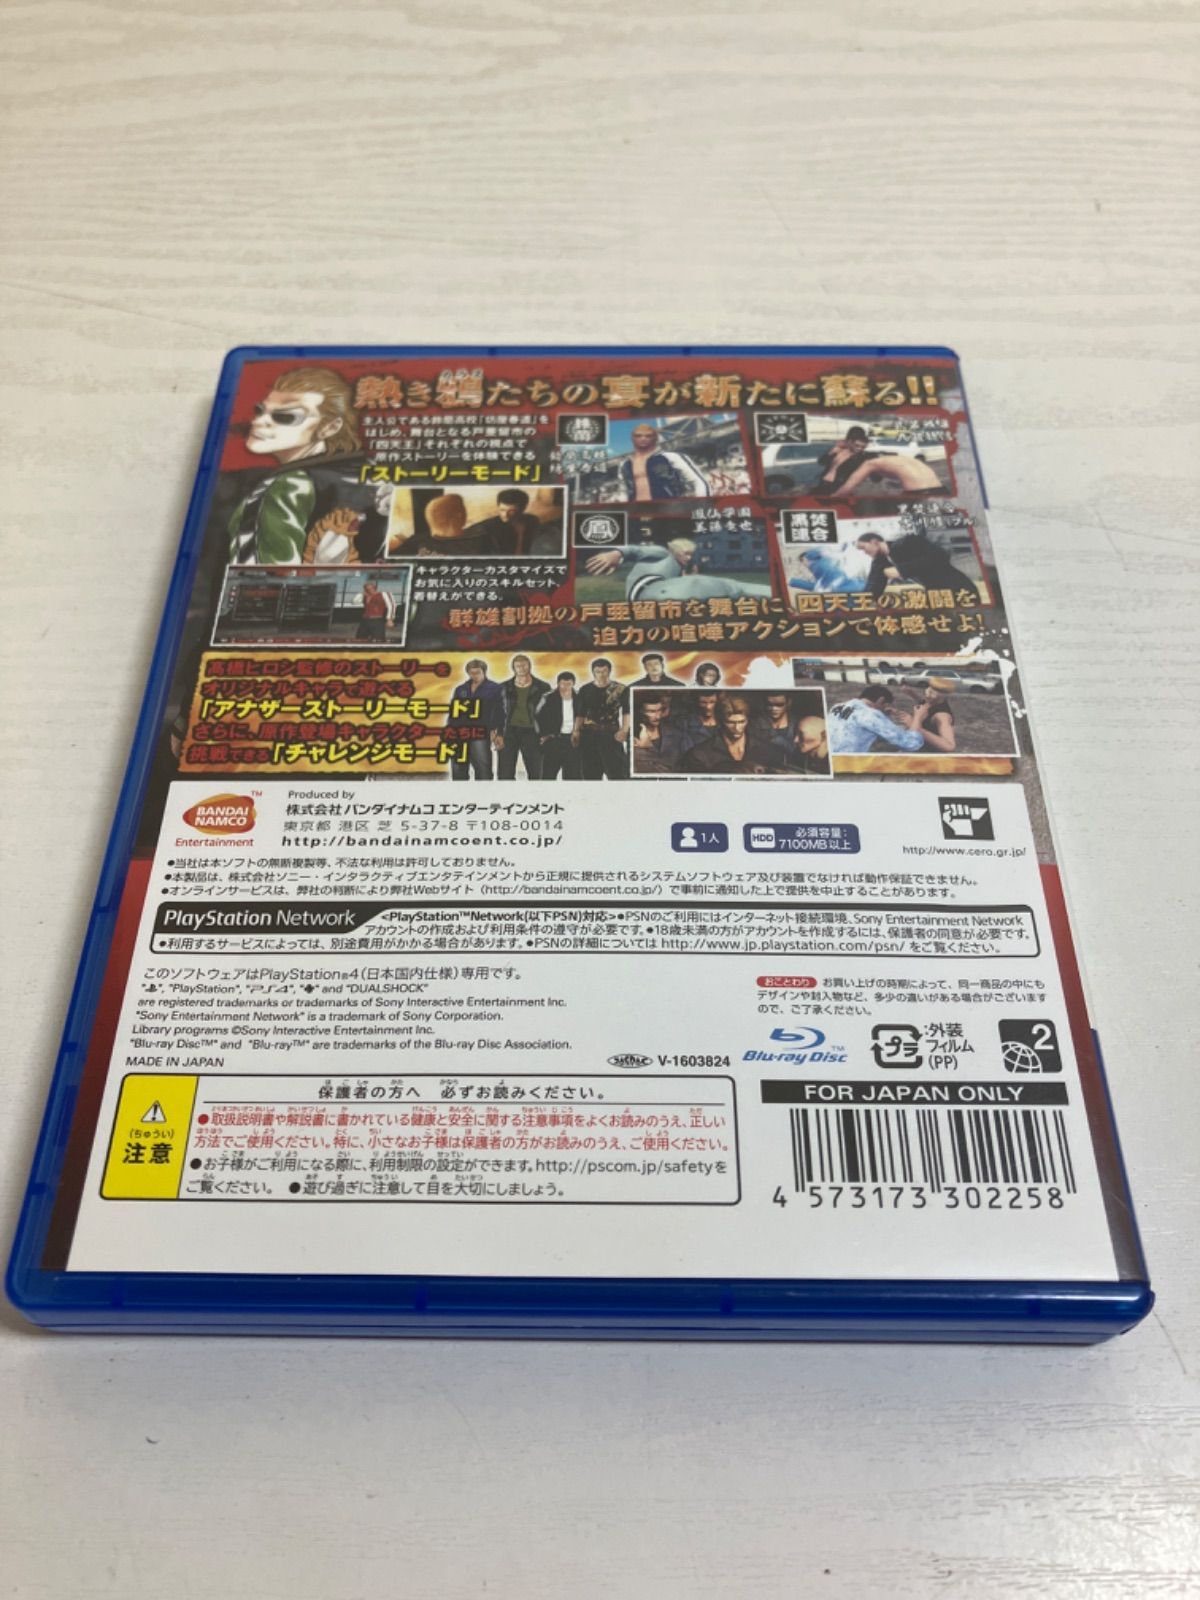 熱き鴉たちの宴が新たに蘇る!!
カラス
主人公である鈴蘭高校「坊屋春道」を
はじめ、舞台となる戸亜留市の
「四天王」それぞれの視点で
原作ストーリーを体験できる
「ストーリーモード」
鈴蘭高校
坊屋春道
鳳
鳳仙学園
美藤竜也
黒焚
連合
黒焚連合
キャラクターカスタマイズで
お気に入りのスキルセット、
着替えができる。
群雄割拠の戸亜留市を舞台に、四天王の激闘を
迫力の喧嘩アクションで体感せよ!
高橋ヒロシ監修のストーリーを
オリジナルキャラで遊べる
「アナザーストーリーモード」
さらに、原作登場キャラクターたちに
挑戦できる「チャレンジモード」
BANDAI
NAMCO
Entertainment
TM
Produced by
株式会社バンダイナムコエンターテインメント
東京都 港区 芝 5-37-8 〒108-0014
http://bandainamcoent.co.jp/
1人
HDD 必須容量:
7100MB以上
http://www.cero.gr.jp/
●当社は本ソフトの無断複製等、不法な利用は許可しておりません。
●本製品は、株式会社ソニー・インタラクティブエンタテインメントから正規に提供されるシステムソフトウェア及び装置でなければ動作保証できません。
●オンラインサービスは、弊社の判断により弊社Webサイト(http://bandainamcoent.co.jp/)で事前に通知した上で提供を中止することがあります。
PlayStation Network
<PlayStation™Network(以下PSN)対応>●PSNのご利用にはインターネット接続環境、Sony Entertainment Network
アカウントの作成および利用条件の遵守が必要です。●18歳未満の方がアカウントを作成するには、保護者の同意が必要です。
●利用するサービスによっては、別途費用がかかる場合があります。●PSNの詳細については http://www.jp.playstation.com/psn/ をご覧ください。
このソフトウェアはPlayStation®4(日本国内仕様)専用です。
"PlayStation", "PS4", and "DUALSHOCK"
are registered trademarks or trademarks of Sony Interactive Entertainment Inc.
"Sony Entertainment Network" is a trademark of Sony Corporation.
Library programs ©Sony Interactive Entertainment Inc.
"Blu-ray Disc™" and "Blu-ray™" are trademarks of the Blu-ray Disc Association.
MADE IN JAPAN
V-1603824
おことわり お買い上げの時期によって、同一商品の中にも
デザインや封入物など、多少の違いがある場合がございます
ので、ご了承ください。
Blu-ray Disc™
プラ
:外装
フィルム
(PP)
2
FOR JAPAN ONLY
4 573173 302258
(ちゅうい)
注意
保護者の方へ 必ずお読みください。
●取扱説明書や解説書に書かれている健康と安全に関する注意事項をよくお読みのうえ、正しい
方法でご使用ください。特に、小さなお子様は保護者の方がお読みのうえ、ご使用ください。
●お子様がご利用になる際に、利用制限の設定ができます。http://pscom.jp/safetyを
ご覧ください。 ●遊び過ぎに注意して目を大切にしましょう。